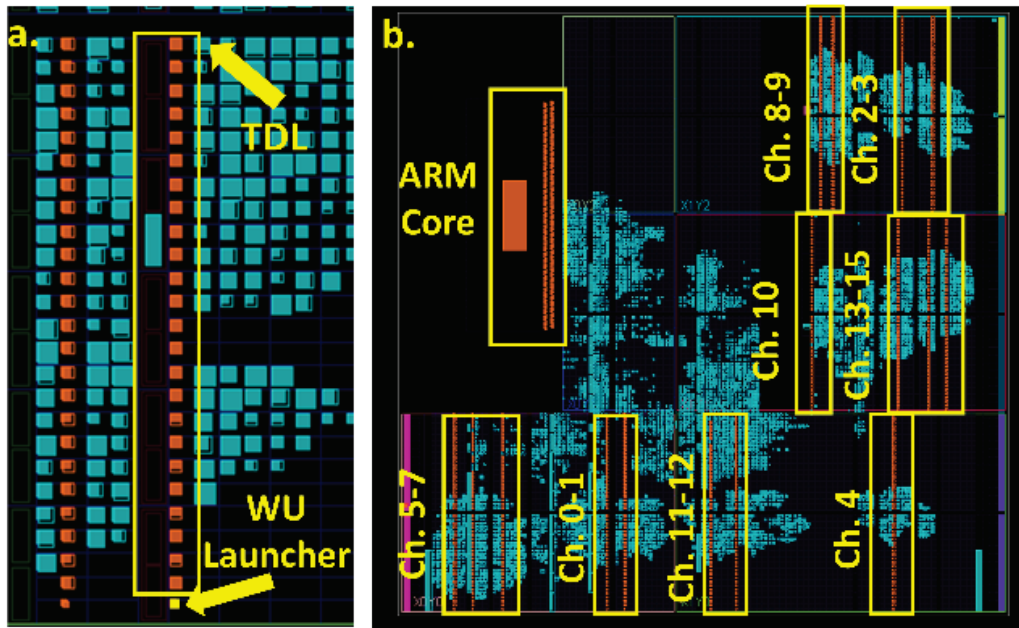 a.
TDL
WU
Launcher
b.
ARM
Core
Ch. 8-9
Ch. 2-3
X1Y2
Ch. 10
Ch. 13-15
Ch. 5-7
Ch. 0-1
Ch. 11-12
Ch. 4